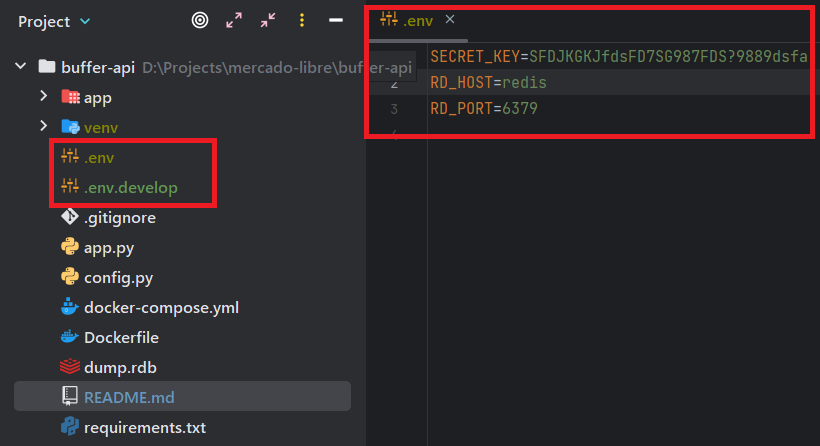 Project
buffer-api D:\Projects\mercado-libre\buffer-api
app
venv
.env
.env.develop
.gitignore
app.py
config.py
docker-compose.yml
Dockerfile
dump.rdb
README.md
requirements.txt
.env
SECRET_KEY=SFDJKGKJfdsFD7SG987FDS?9889dsfa
2 RD_HOST=redis
3 RD_PORT=6379
4